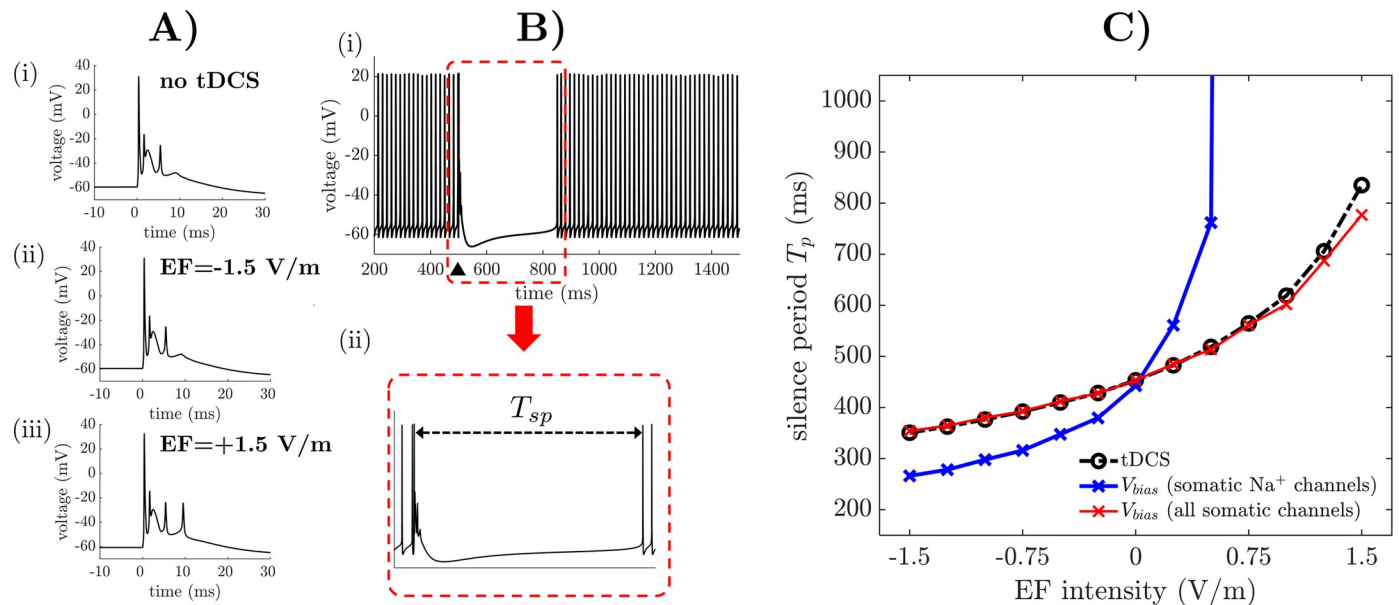 A)
(i)
no tDCS
40
20
0
-20
-40
-60
voltage (mV)
-10 0 10 20 30
time (ms)
(ii)
EF=-1.5 V/m
40
20
0
-20
-40
-60
voltage (mV)
-10 0 10 20 30
time (ms)
(iii)
EF=+1.5 V/m
40
20
0
-20
-40
-60
voltage (mV)
-10 0 10 20 30
time (ms)
B)
(i)
40
20
0
-20
-40
-60
voltage (mV)
200 400 600 800 1000 1200 1400
time (ms)
(ii)
T_sp
C)
1000
900
800
700
600
500
400
300
200
silence period T_p (ms)
tDCS
V_bias (somatic Na⁺ channels)
V_bias (all somatic channels)
-1.5 -0.75 0 0.75 1.5
EF intensity (V/m)